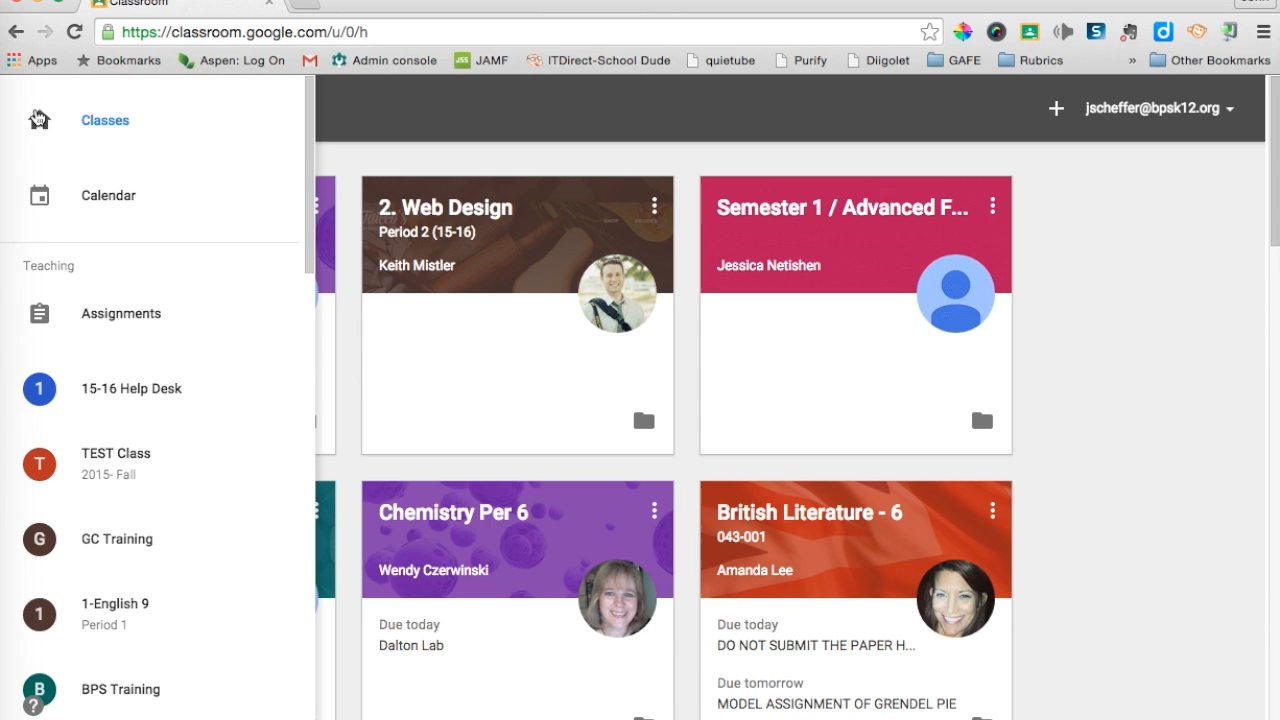 Classroom
https://classroom.google.com/u/0/h
Apps Bookmarks Aspen: Log On Admin console JSS JAMF ITDirect-School Dude quietube Purify Diigolet GAFE Rubrics » Other Bookmarks
Classes
Calendar
Teaching
Assignments
1 15-16 Help Desk
T TEST Class
2015- Fall
G GC Training
1 1-English 9
Period 1
B BPS Training
?
+ jscheffer@bpsk12.org
2. Web Design
Period 2 (15-16)
Keith Mistler
Semester 1 / Advanced F...
Jessica Netishen
Chemistry Per 6
Wendy Czerwinski
Due today
Dalton Lab
British Literature - 6
043-001
Amanda Lee
Due today
DO NOT SUBMIT THE PAPER H...
Due tomorrow
MODEL ASSIGNMENT OF GRENDEL PIE